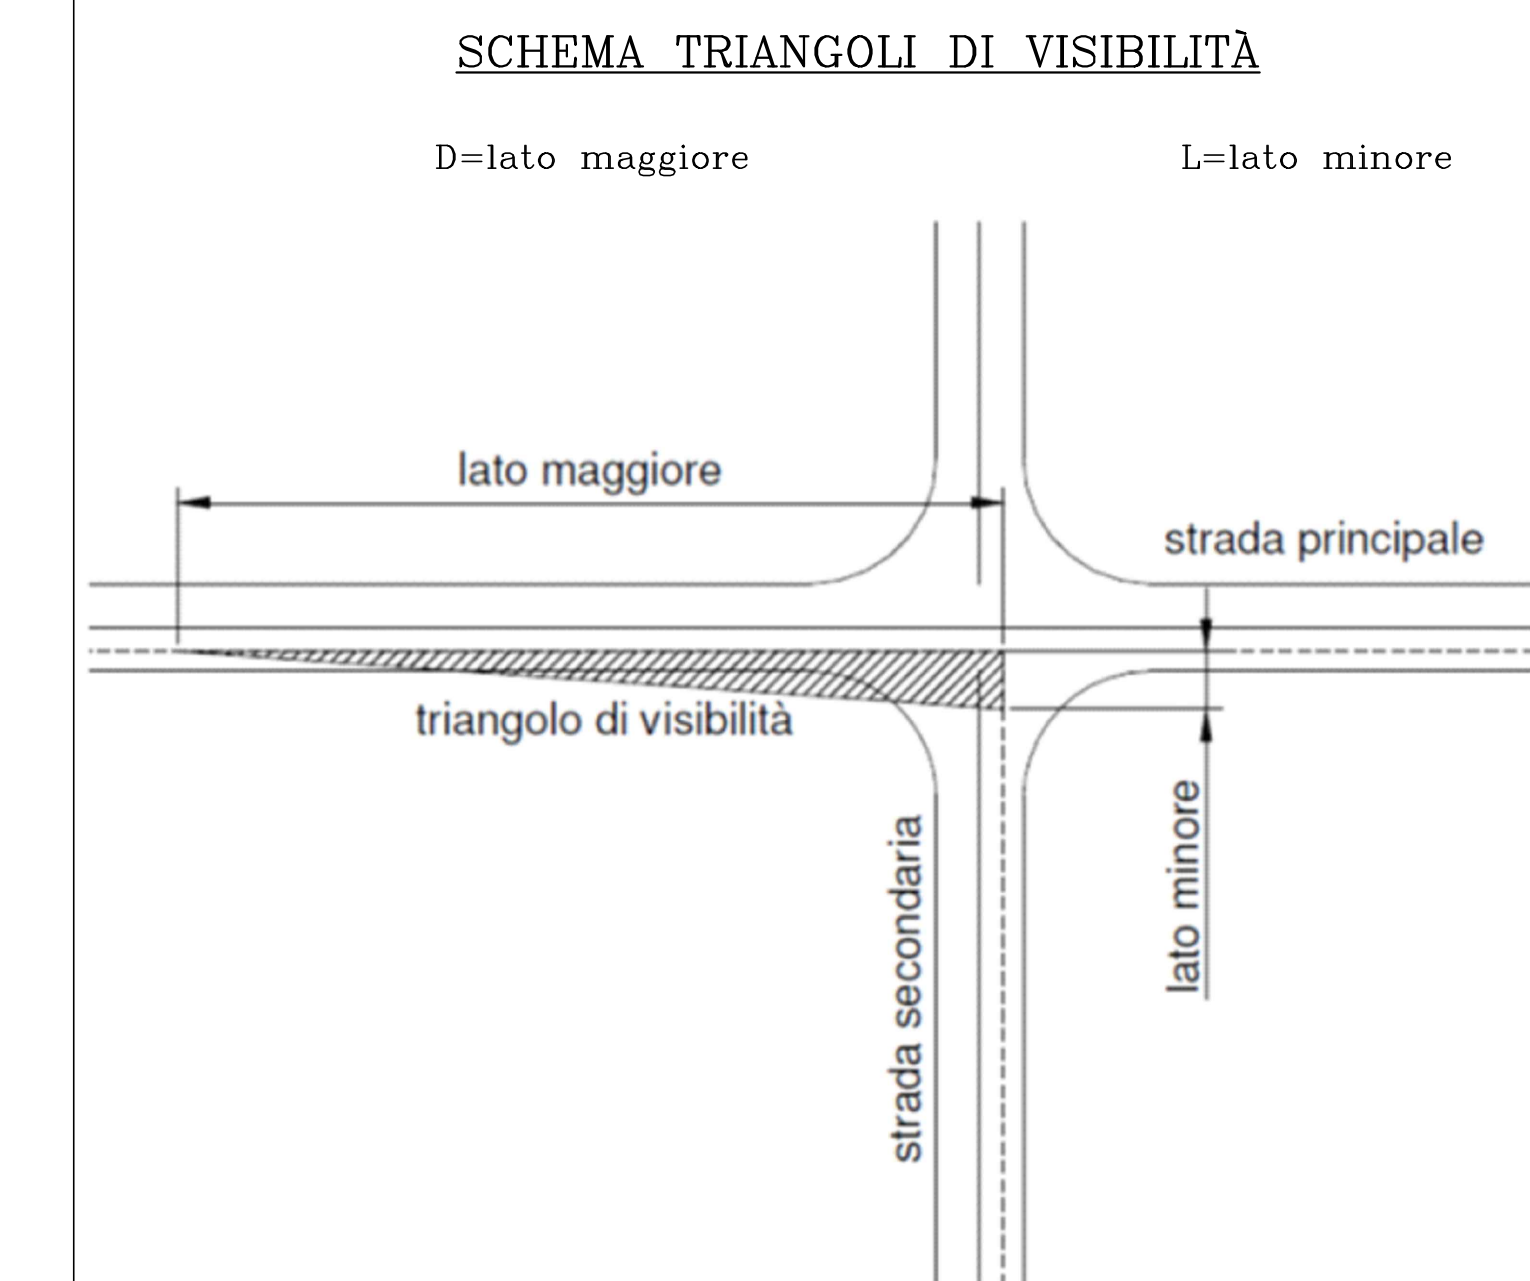 SCHEMA TRIANGOLI DI VISIBILITÀ
D=lato maggiore
L=lato minore
lato maggiore
strada principale
triangolo di visibilità
lato minore
strada secondaria